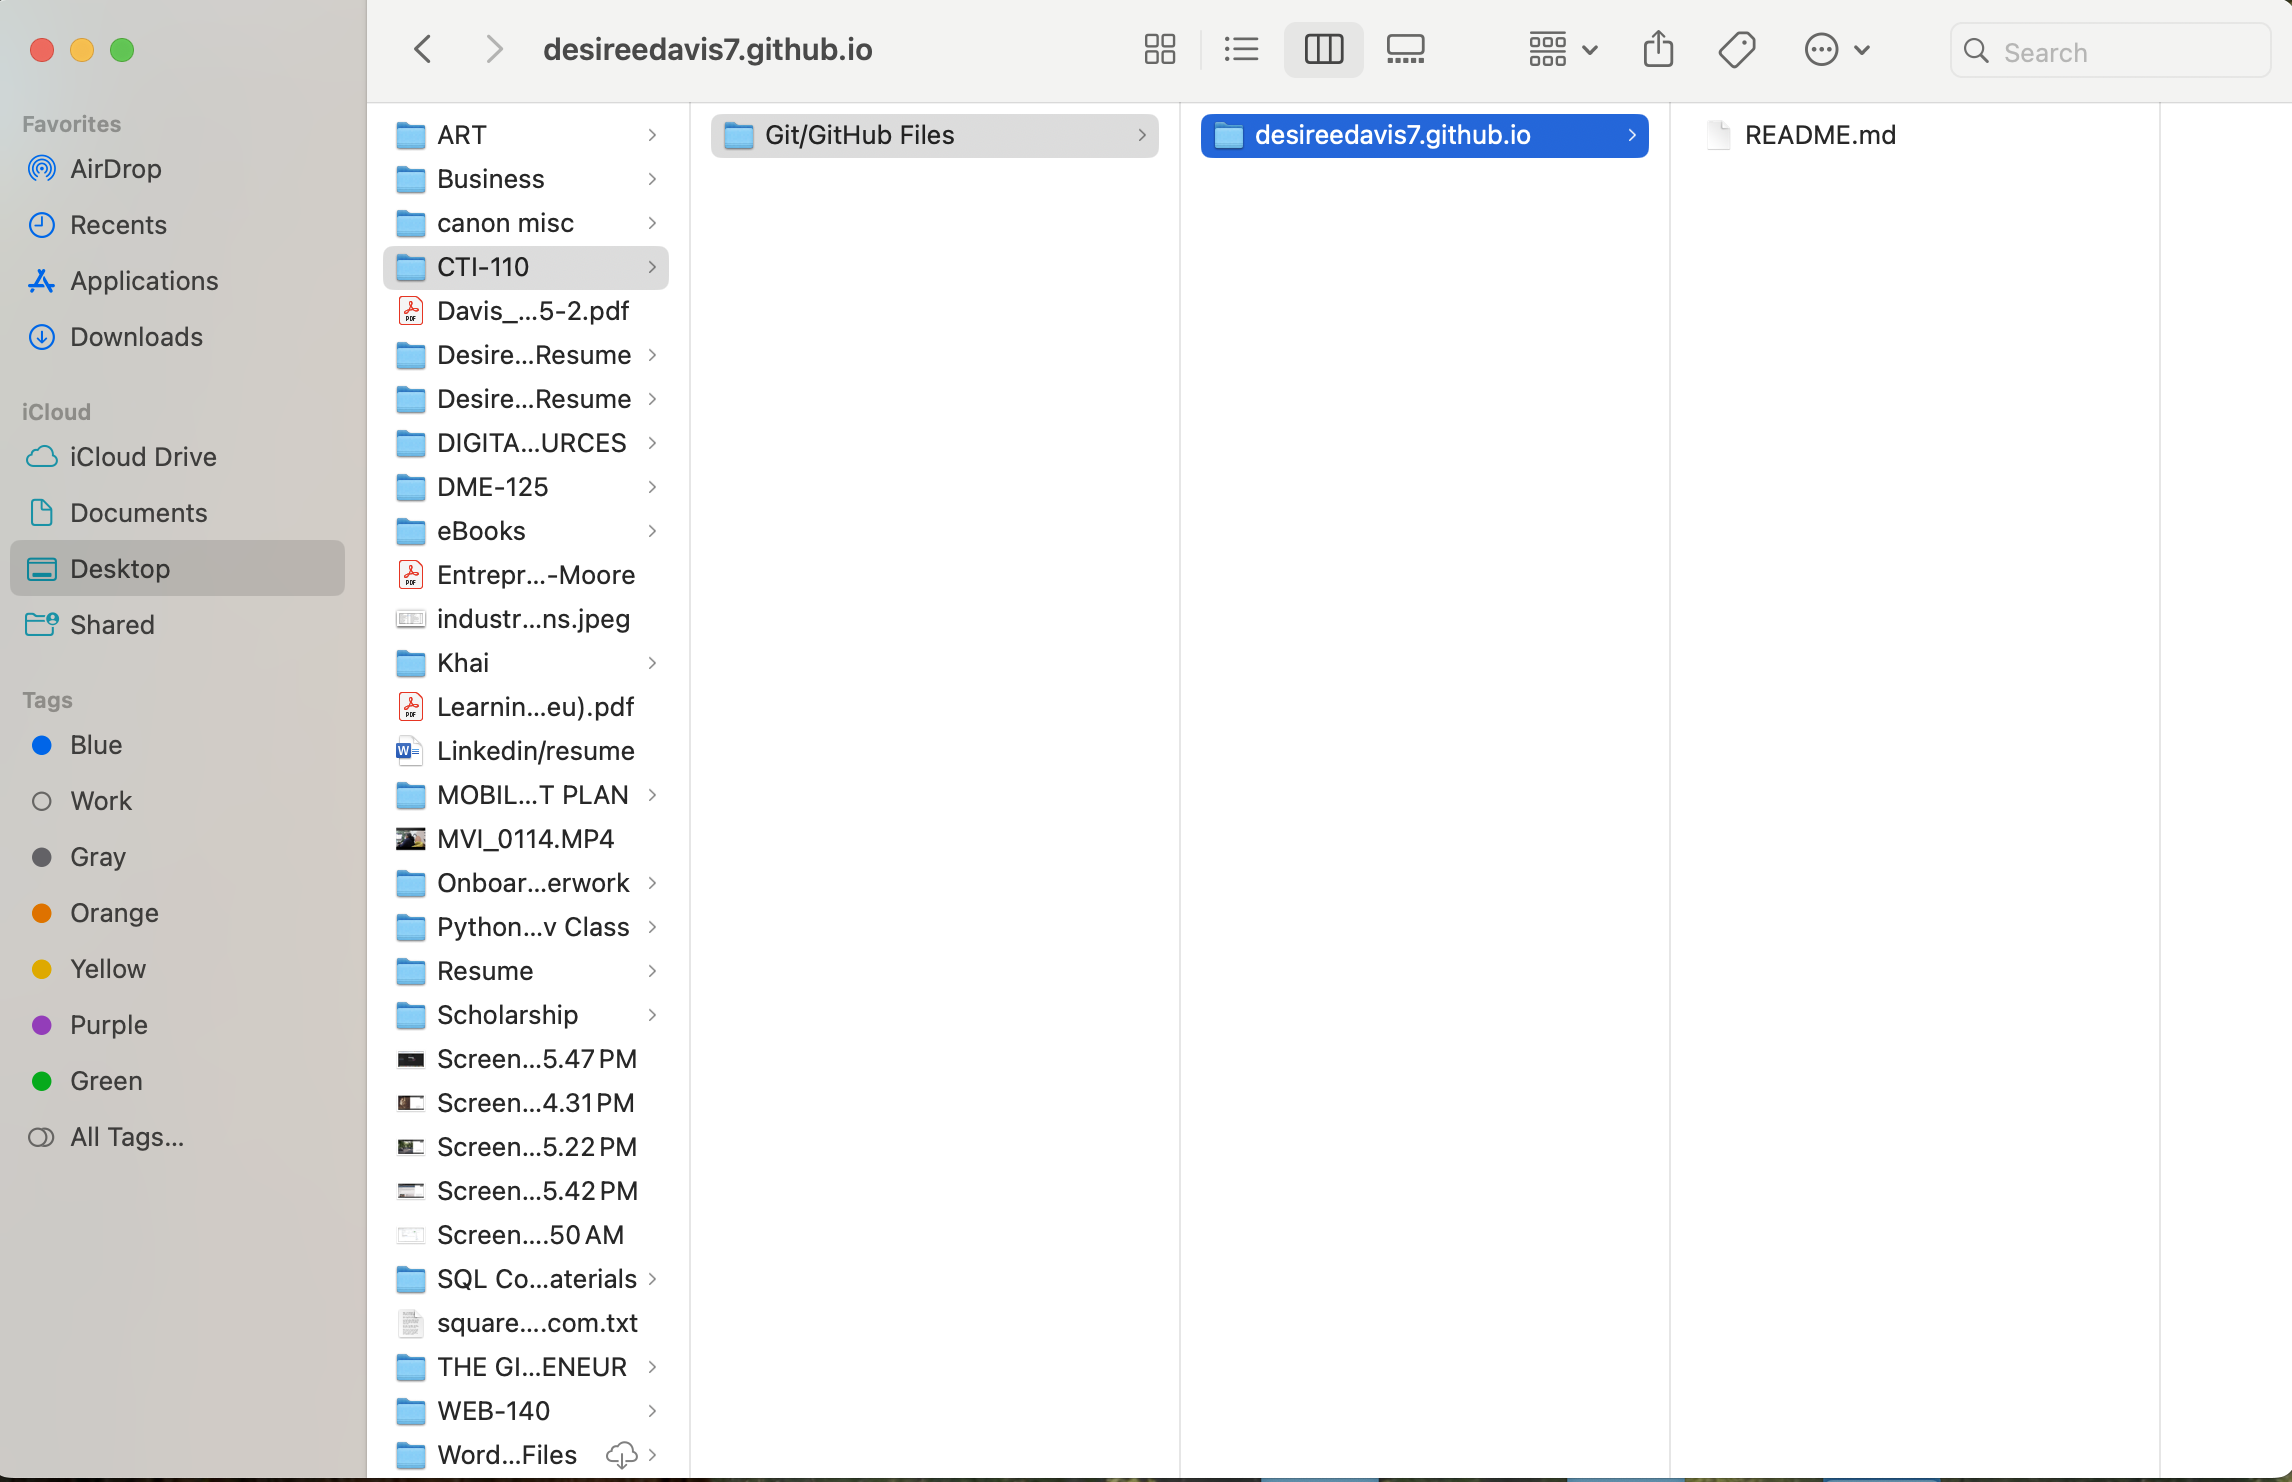 desireedavis7.github.io
Search
Favorites
AirDrop
Recents
Applications
Downloads
iCloud
iCloud Drive
Documents
Desktop
Shared
Tags
Blue
Work
Gray
Orange
Yellow
Purple
Green
All Tags...
ART
Business
canon misc
CTI-110
Davis_...5-2.pdf
Desire...Resume
Desire...Resume
DIGITA...URCES
DME-125
eBooks
Entrepr...-Moore
industr...ns.jpeg
Khai
Learnin...eu).pdf
Linkedin/resume
MOBIL...T PLAN
MVI_0114.MP4
Onboar...erwork
Python...v Class
Resume
Scholarship
Screen...5.47 PM
Screen...4.31 PM
Screen...5.22 PM
Screen...5.42 PM
Screen....50 AM
SQL Co...aterials
square....com.txt
THE GI...ENEUR
WEB-140
Word...Files
Git/GitHub Files
desireedavis7.github.io
README.md